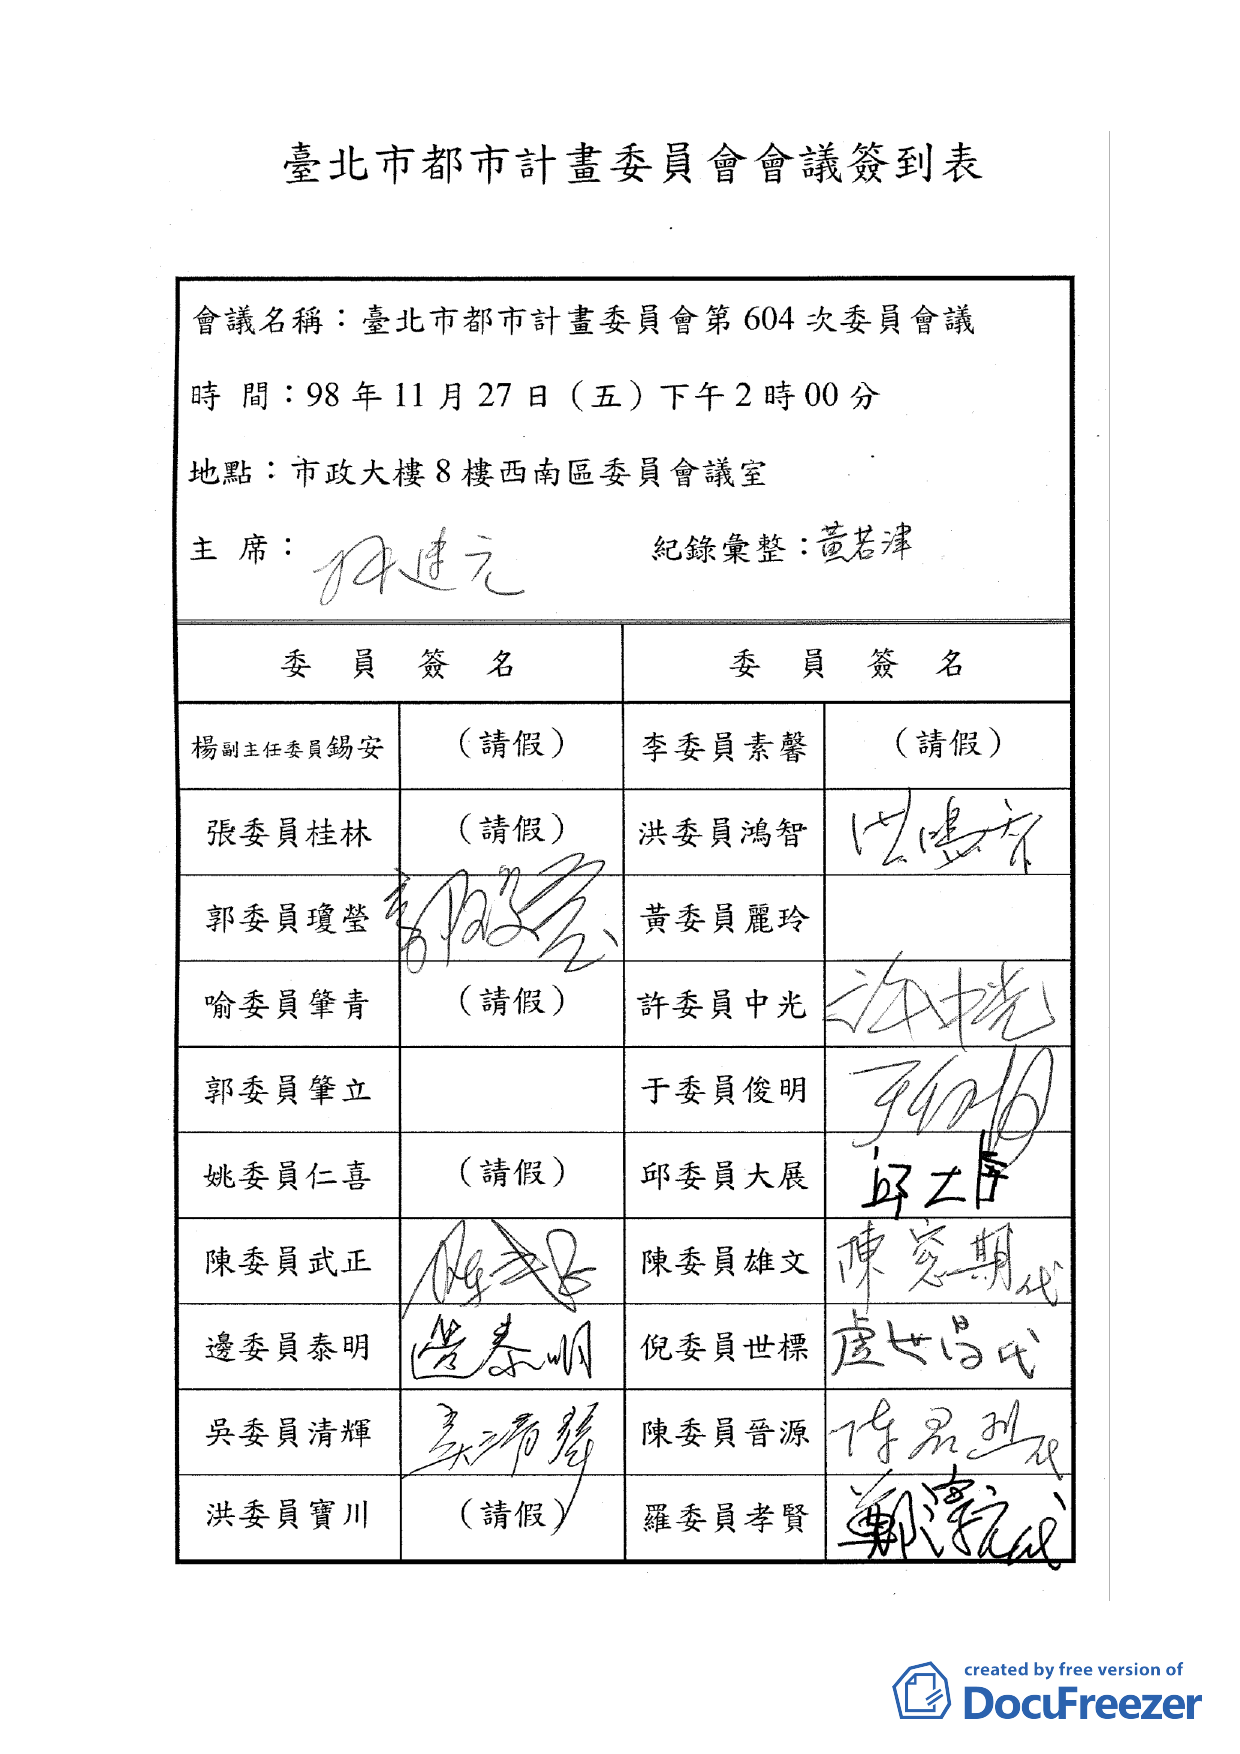 臺北市都市計畫委員會會議簽到表
會議名稱：臺北市都市計畫委員會第 604 次委員會議
時 間：98 年 11 月 27 日（五）下午 2 時 00 分
地點：市政大樓 8 樓西南區委員會議室
主 席： 林建元 紀錄彙整：黃若津
委 員 簽 名 委 員 簽 名
楊副主任委員錫安 （請假） 李委員素馨 （請假）
張委員桂林 （請假） 洪委員鴻智 洪鴻智
郭委員瓊瑩 郭瓊瑩 黃委員麗玲
喻委員肇青 （請假） 許委員中光 許中光
郭委員肇立 于委員俊明 于俊明
姚委員仁喜 （請假） 邱委員大展 邱大展
陳委員武正 陳武正 陳委員雄文 陳 期代
邊委員泰明 邊泰明 倪委員世標 盧世昌代
吳委員清輝 吳清輝 陳委員晉源 陳君烈代
洪委員寶川 （請假） 羅委員孝賢 鄭 代
created by free version of
DocuFreezer